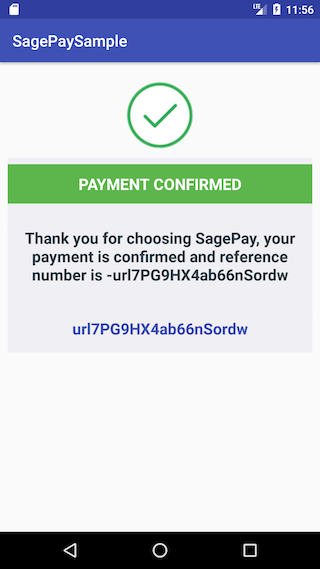 LTE 11:56
SagePaySample
PAYMENT CONFIRMED
Thank you for choosing SagePay, your
payment is confirmed and reference
number is -url7PG9HX4ab66nSordw
url7PG9HX4ab66nSordw